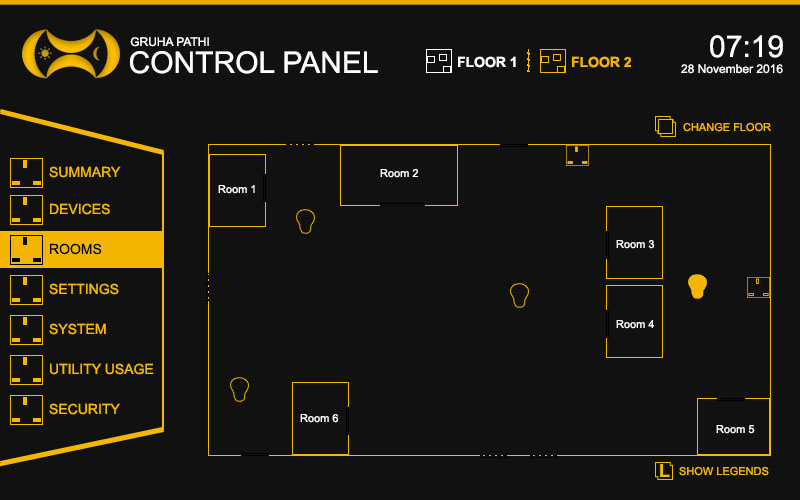 GRUHA PATHI
CONTROL PANEL
FLOOR 1
FLOOR 2
07:19
28 November 2016
CHANGE FLOOR
SUMMARY
DEVICES
ROOMS
SETTINGS
SYSTEM
UTILITY USAGE
SECURITY
Room 1
Room 2
Room 3
Room 4
Room 5
Room 6
L SHOW LEGENDS